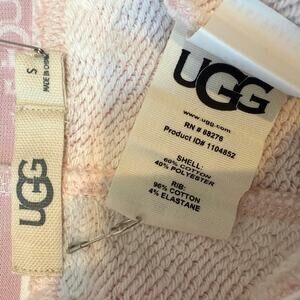 S
MADE IN CHINA
UGG
UGG
www.ugg.com
RN # 88276
Product ID# 1104852
SHELL:
60% COTTON
40% POLYESTER
RIB:
96% COTTON
4% ELASTANE